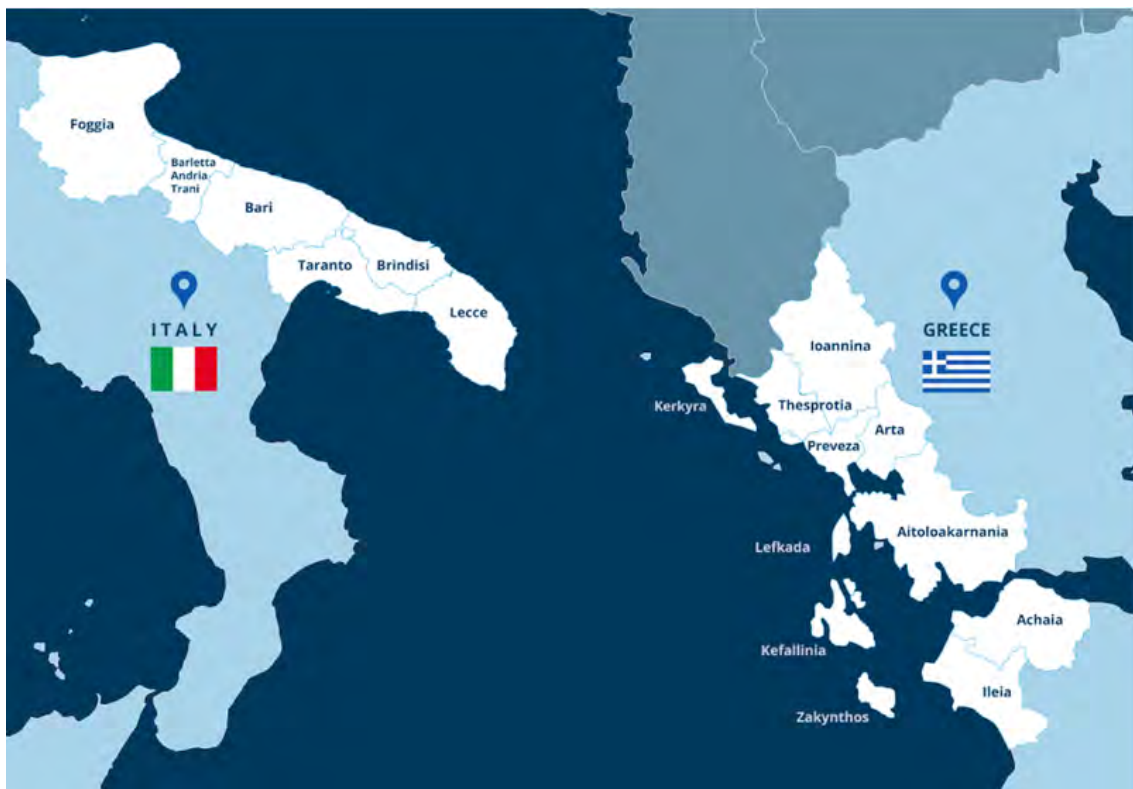 Foggia
Barletta
Andria
Trani
Bari
Taranto
Brindisi
Lecce
ITALY
GREECE
Ioannina
Kerkyra
Thesprotia
Arta
Preveza
Lefkada
Aitoloakarnania
Achaia
Kefallinia
Ileia
Zakynthos